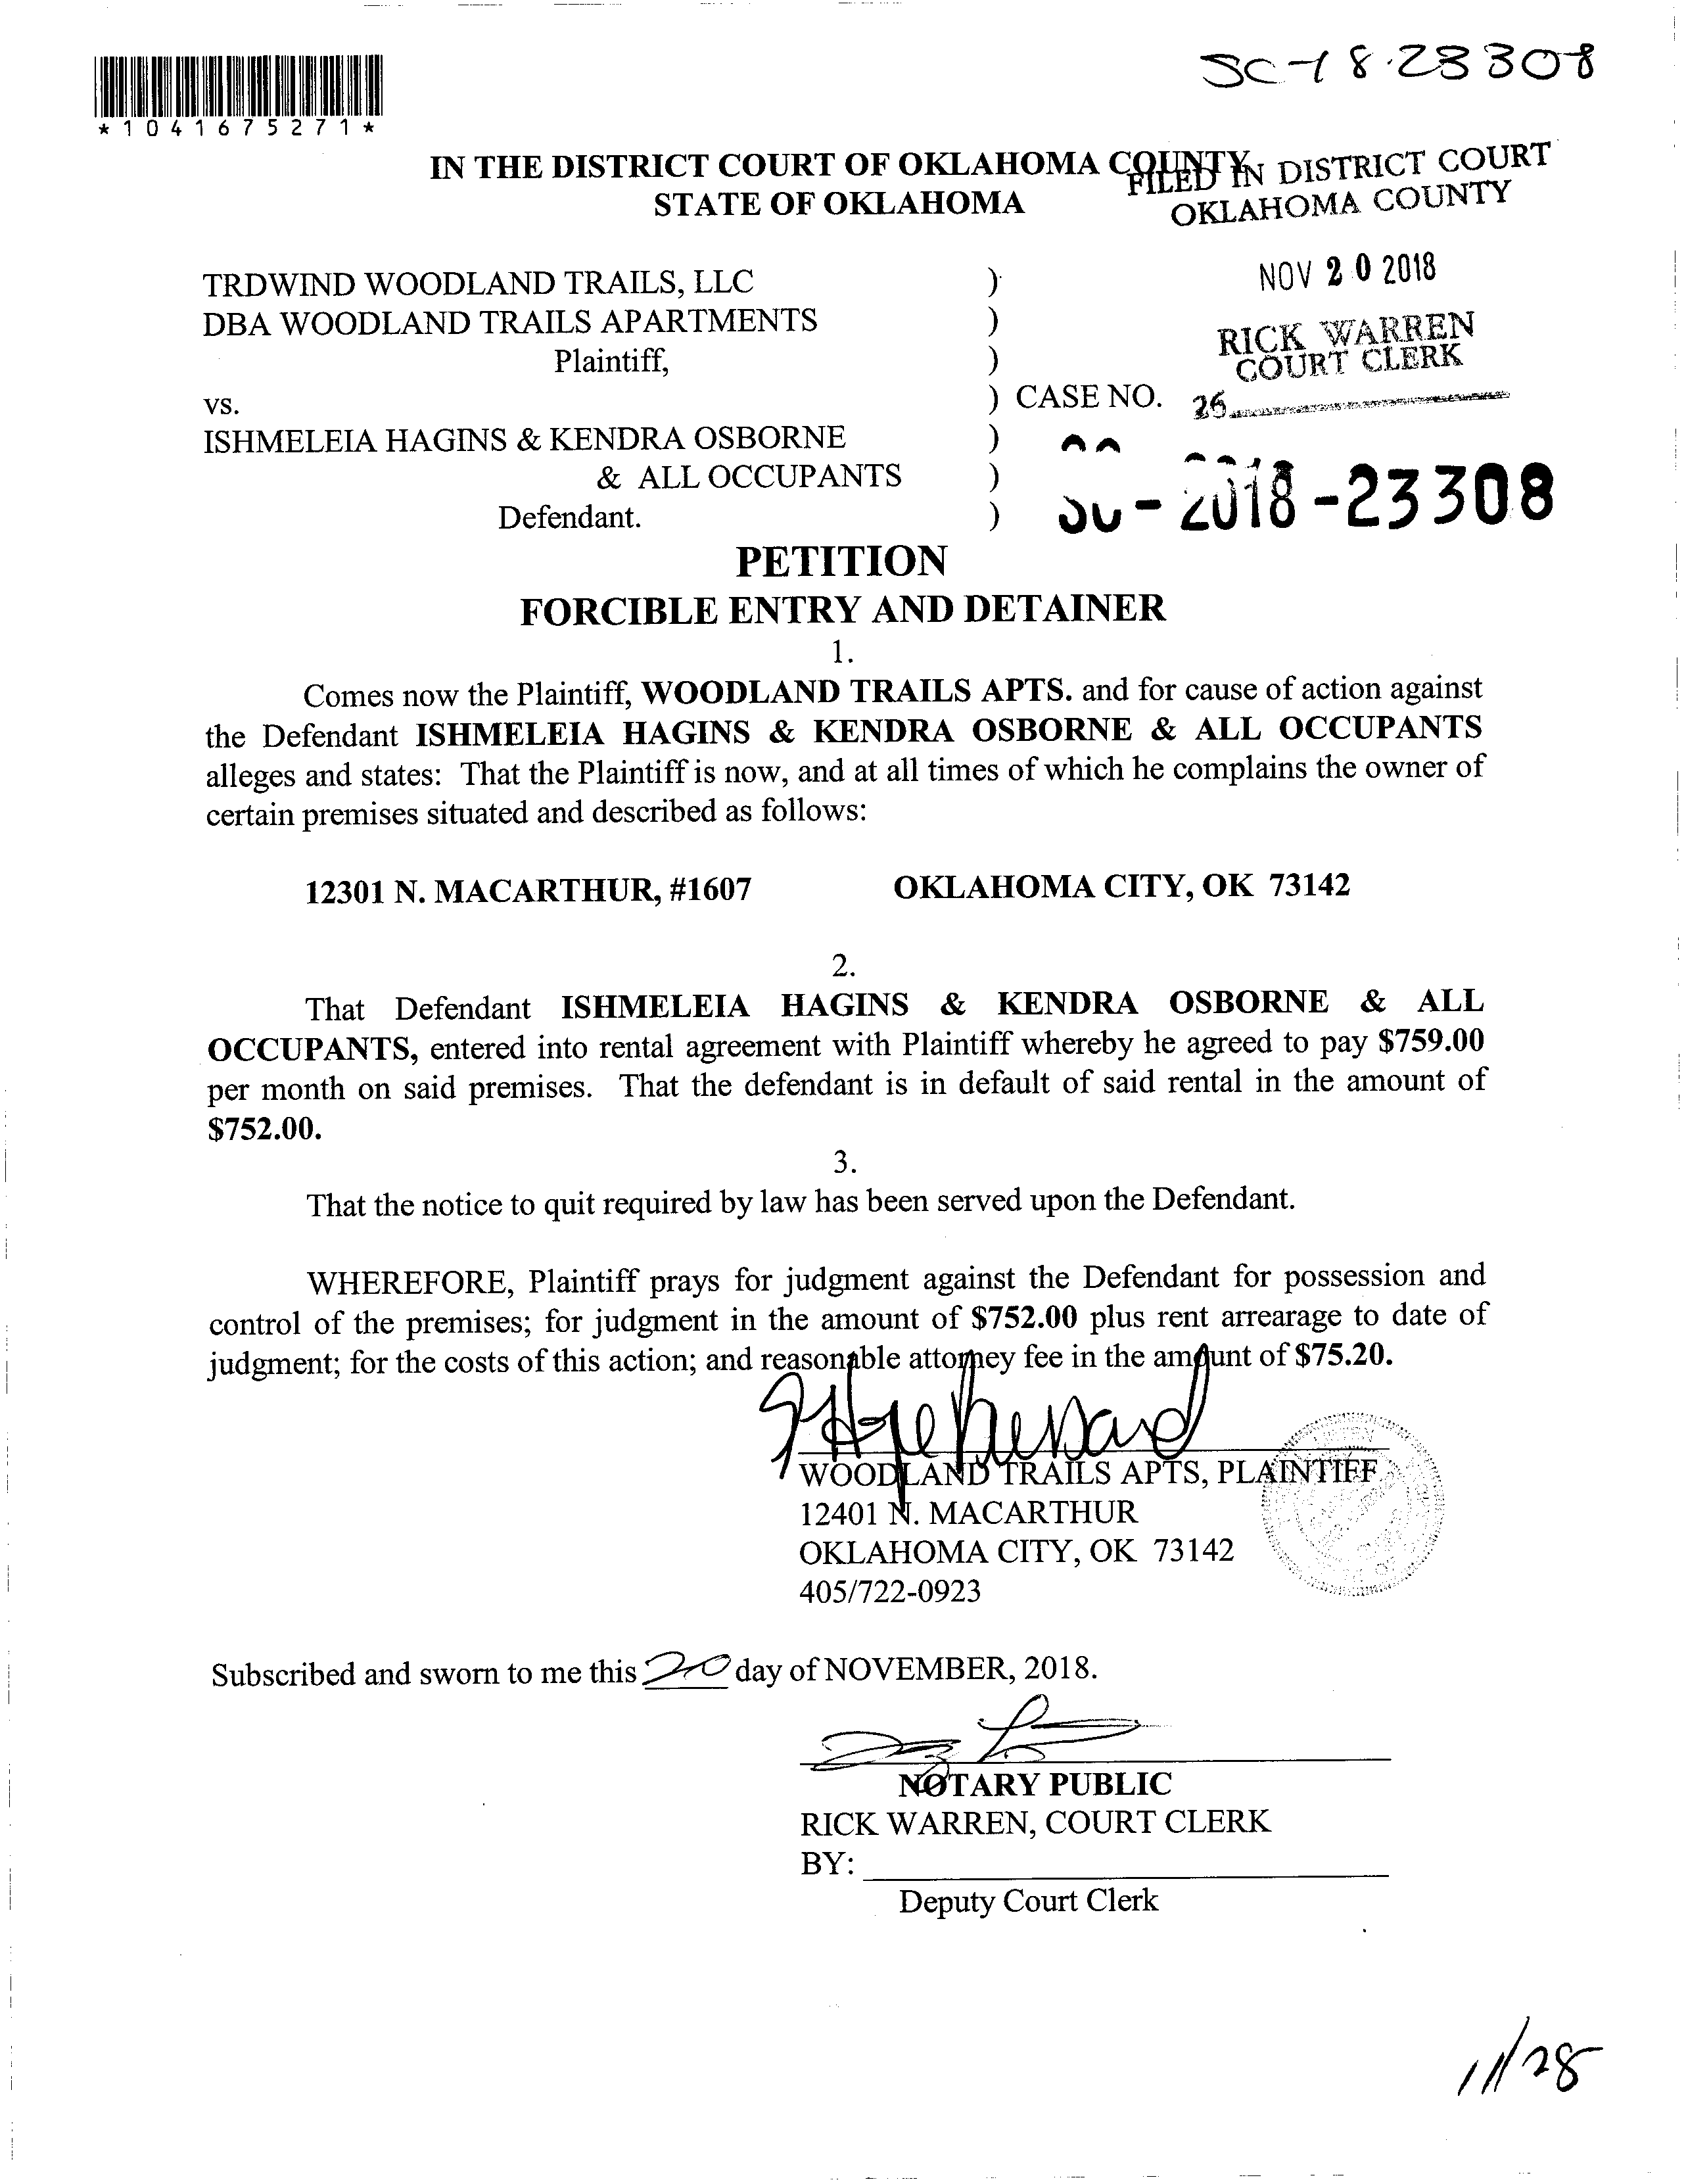 SC-18-23308
*1041675271*
IN THE DISTRICT COURT OF OKLAHOMA COUNTY
STATE OF OKLAHOMA
FILED IN DISTRICT COURT
OKLAHOMA COUNTY
NOV 20 2018
RICK WARREN
COURT CLERK
26
TRDWIND WOODLAND TRAILS, LLC )
DBA WOODLAND TRAILS APARTMENTS )
Plaintiff, )
vs. ) CASE NO.
ISHMELEIA HAGINS & KENDRA OSBORNE )
& ALL OCCUPANTS )
Defendant. )
SC-2018-23308
PETITION
FORCIBLE ENTRY AND DETAINER
1.
Comes now the Plaintiff, WOODLAND TRAILS APTS. and for cause of action against
the Defendant ISHMELEIA HAGINS & KENDRA OSBORNE & ALL OCCUPANTS
alleges and states: That the Plaintiff is now, and at all times of which he complains the owner of
certain premises situated and described as follows:
12301 N. MACARTHUR, #1607 OKLAHOMA CITY, OK 73142
2.
That Defendant ISHMELEIA HAGINS & KENDRA OSBORNE & ALL
OCCUPANTS, entered into rental agreement with Plaintiff whereby he agreed to pay $759.00
per month on said premises. That the defendant is in default of said rental in the amount of
$752.00.
3.
That the notice to quit required by law has been served upon the Defendant.
WHEREFORE, Plaintiff prays for judgment against the Defendant for possession and
control of the premises; for judgment in the amount of $752.00 plus rent arrearage to date of
judgment; for the costs of this action; and reasonable attorney fee in the amount of $75.20.
WOODLAND TRAILS APTS, PLAINTIFF
12401 N. MACARTHUR
OKLAHOMA CITY, OK 73142
405/722-0923
Subscribed and sworn to me this 20 day of NOVEMBER, 2018.
NOTARY PUBLIC
RICK WARREN, COURT CLERK
BY:
Deputy Court Clerk
11/28